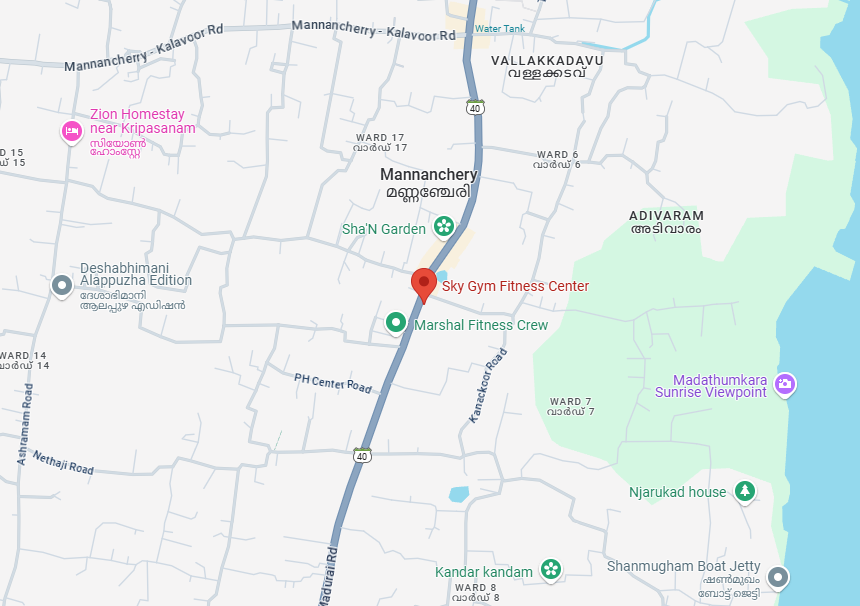 Mannancherry - Kalavoor Rd
Mannancherry - Kalavoor Rd
Water Tank
VALLAKKADAVU
വള്ളക്കടവ്
40
Zion Homestay
near Kripasanam
സിയോൺ
ഹോംസ്റ്റേ
D 15
ഡ് 15
WARD 17
വാർഡ് 17
WARD 6
വാർഡ് 6
Mannanchery
മണ്ണഞ്ചേരി
ADIVARAM
അടിവാരം
Sha'N Garden
Deshabhimani
Alappuzha Edition
ദേശാഭിമാനി
ആലപ്പുഴ എഡിഷൻ
Sky Gym Fitness Center
Marshal Fitness Crew
WARD 14
വാർഡ് 14
PH Center Road
Kanackoor Road
Madathumkara
Sunrise Viewpoint
WARD 7
വാർഡ് 7
Ashramam Road
Nethaji Road
40
Njarukad house
Madurai Rd
Kandar kandam
WARD 8
വാർഡ് 8
Shanmugham Boat Jetty
ഷൺമുഖം
ബോട്ട് ജെട്ടി